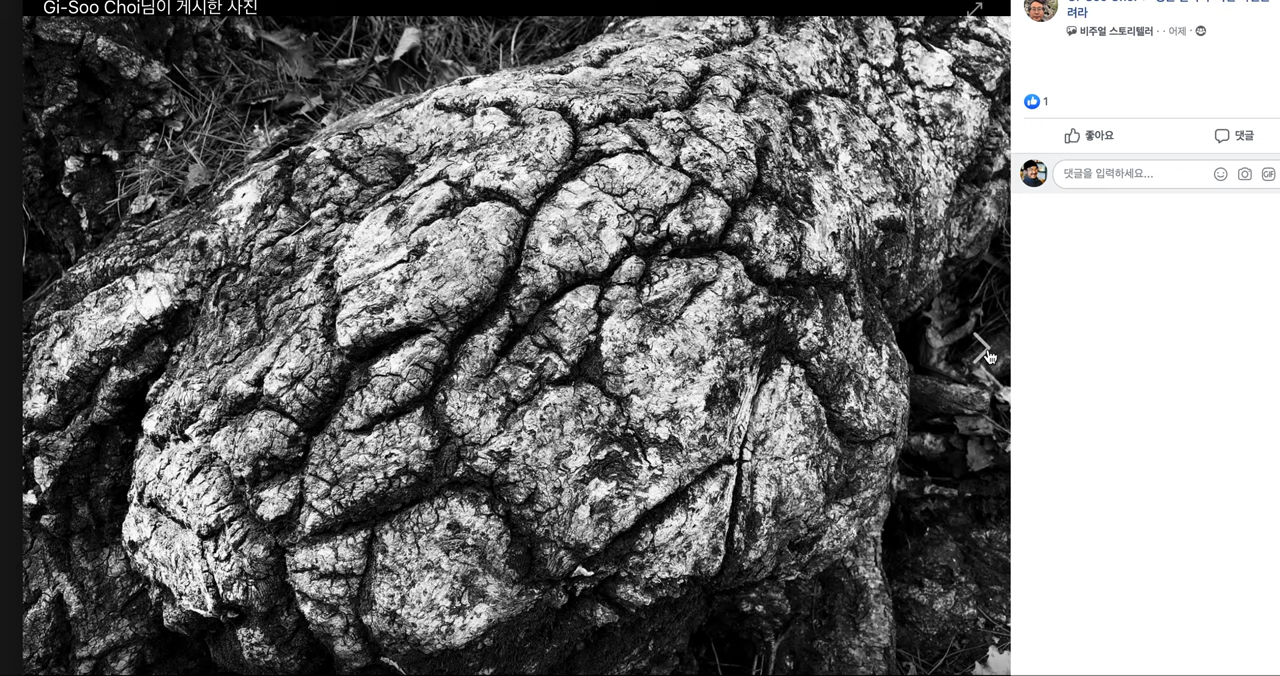 Gi-Soo Choi님이 게시한 사진
려라
비주얼 스토리텔러 · · 어제 ·
1
좋아요 댓글
댓글을 입력하세요...
GIF